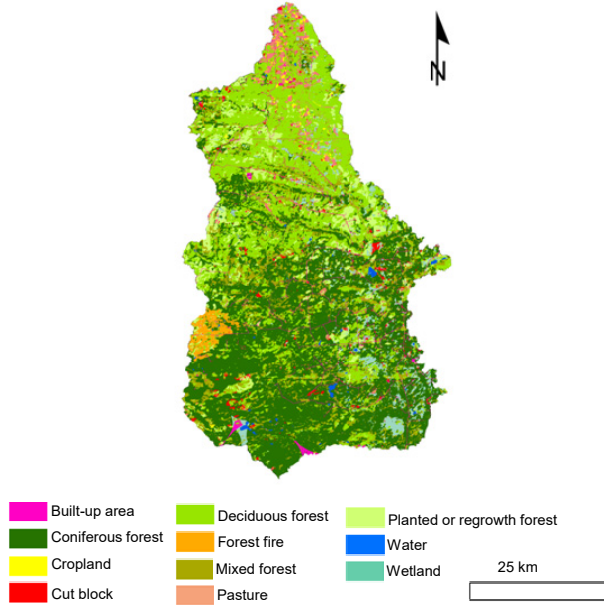 N
Built-up area
Coniferous forest
Cropland
Cut block
Deciduous forest
Forest fire
Mixed forest
Pasture
Planted or regrowth forest
Water
Wetland
25 km